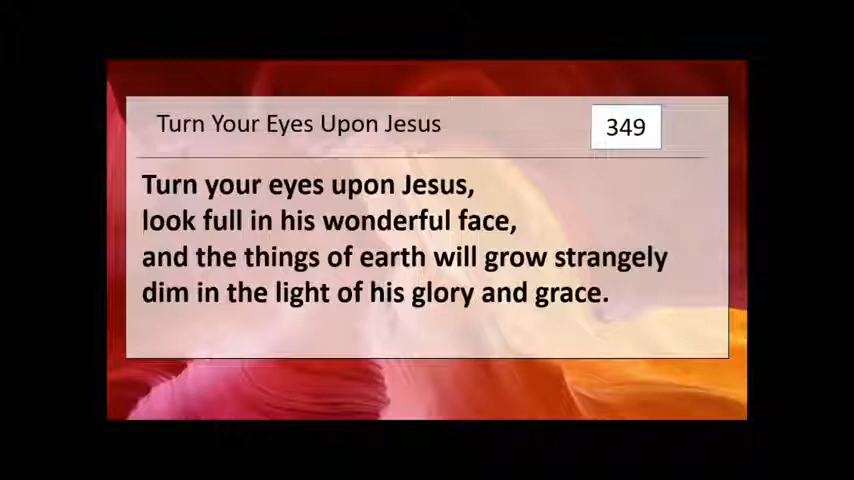 Turn Your Eyes Upon Jesus
349
Turn your eyes upon Jesus,
look full in his wonderful face,
and the things of earth will grow strangely
dim in the light of his glory and grace.